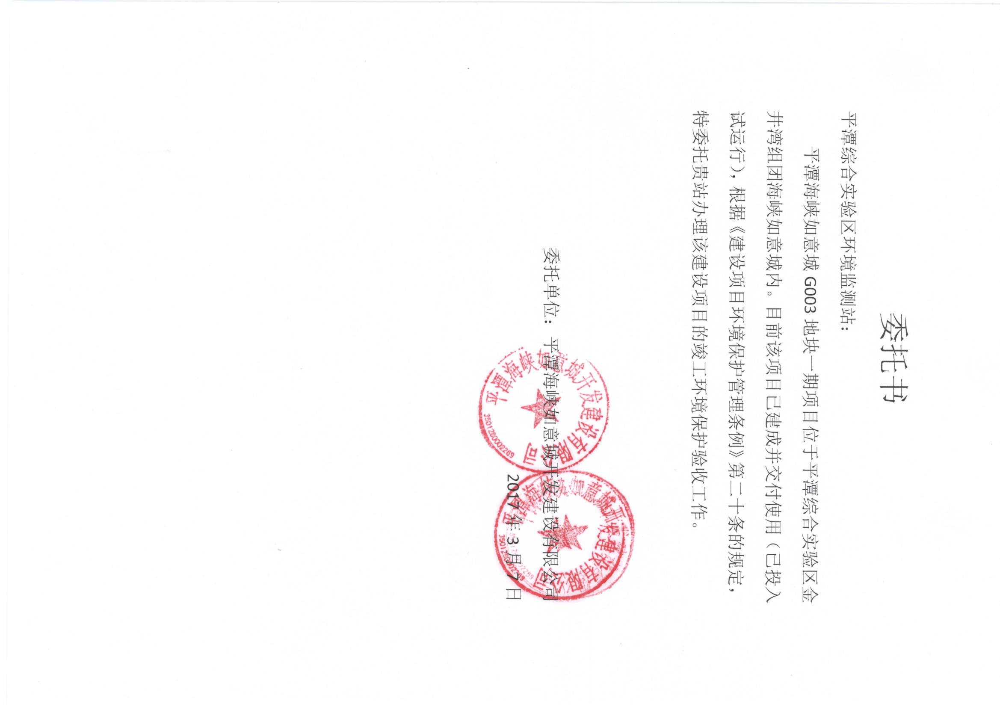 委托书
平潭综合实验区环境监测站：
平潭海峡如意城 G003 地块一期项目位于平潭综合实验区金
井湾组团海峡如意城内。目前该项目已建成并交付使用（已投入
试运行），根据《建设项目环境保护管理条例》第二十条的规定，
特委托贵站办理该建设项目的竣工环境保护验收工作。
委托单位： 平潭海峡如意城开发建设有限公司
2017 年 3 月 7 日
平潭海峡如意城开发建设有限公司
3501280002269
平潭海峡如意城开发建设有限公司
3501280002269